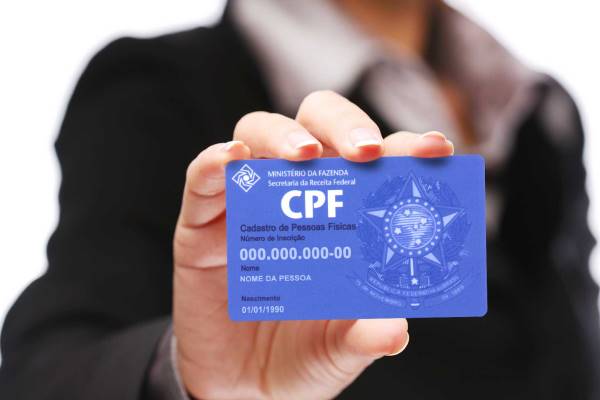 MINISTÉRIO DA FAZENDA
Secretaria da Receita Federal
CPF
Cadastro de Pessoas Físicas
Número de Inscrição
000.000.000-00
Nome
NOME DA PESSOA
Nascimento
01/01/1990